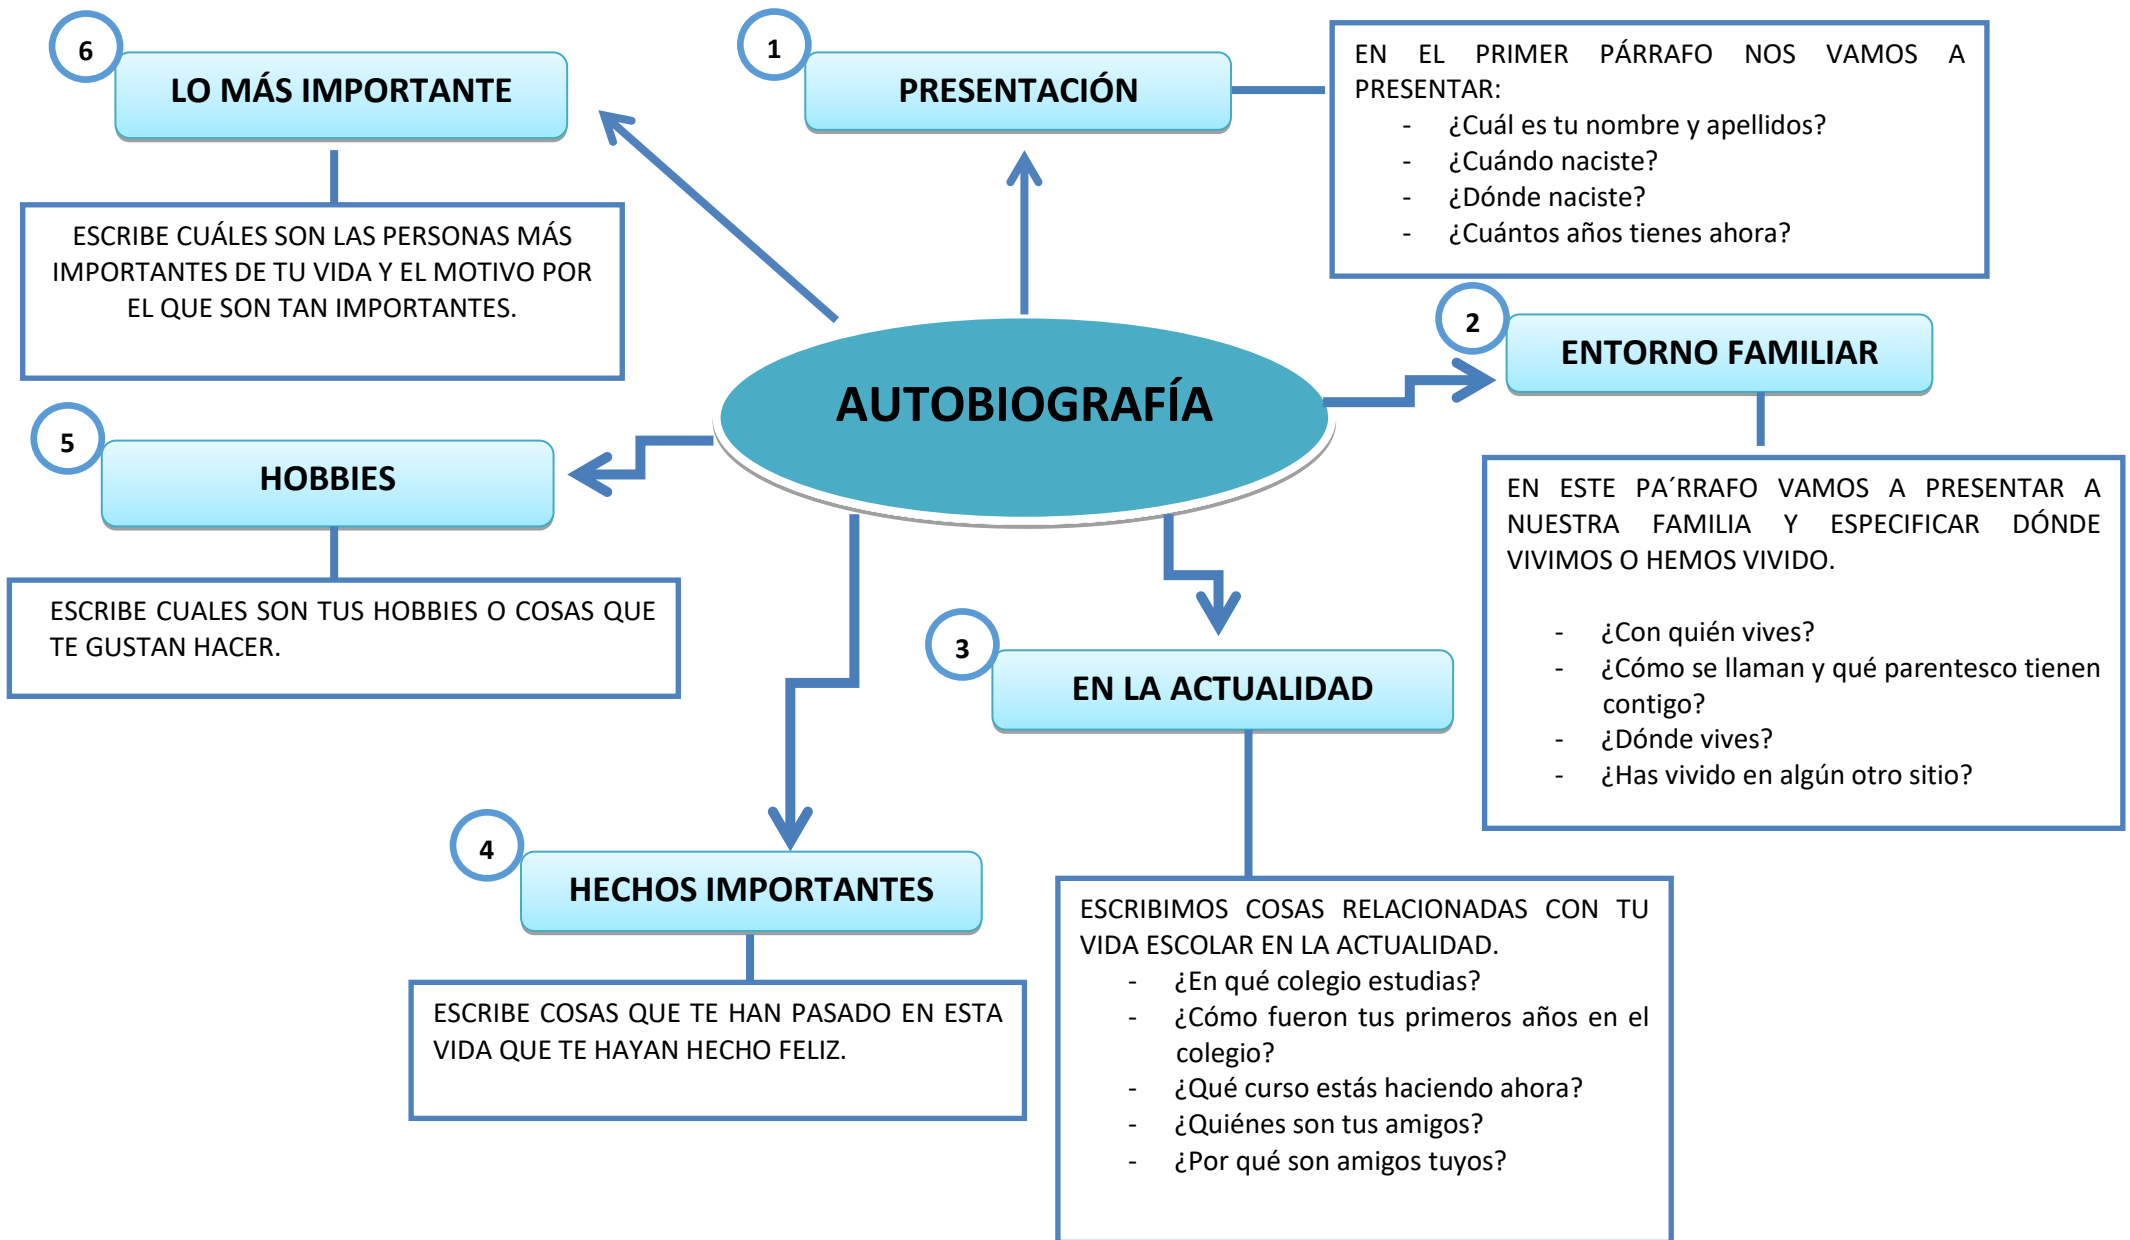 AUTOBIOGRAFÍA
1
PRESENTACIÓN
EN EL PRIMER PÁRRAFO NOS VAMOS A
PRESENTAR:
- ¿Cuál es tu nombre y apellidos?
- ¿Cuándo naciste?
- ¿Dónde naciste?
- ¿Cuántos años tienes ahora?
2
ENTORNO FAMILIAR
EN ESTE PA´RRAFO VAMOS A PRESENTAR A
NUESTRA FAMILIA Y ESPECIFICAR DÓNDE
VIVIMOS O HEMOS VIVIDO.
- ¿Con quién vives?
- ¿Cómo se llaman y qué parentesco tienen
contigo?
- ¿Dónde vives?
- ¿Has vivido en algún otro sitio?
3
EN LA ACTUALIDAD
ESCRIBIMOS COSAS RELACIONADAS CON TU
VIDA ESCOLAR EN LA ACTUALIDAD.
- ¿En qué colegio estudias?
- ¿Cómo fueron tus primeros años en el
colegio?
- ¿Qué curso estás haciendo ahora?
- ¿Quiénes son tus amigos?
- ¿Por qué son amigos tuyos?
4
HECHOS IMPORTANTES
ESCRIBE COSAS QUE TE HAN PASADO EN ESTA
VIDA QUE TE HAYAN HECHO FELIZ.
5
HOBBIES
ESCRIBE CUALES SON TUS HOBBIES O COSAS QUE
TE GUSTAN HACER.
6
LO MÁS IMPORTANTE
ESCRIBE CUÁLES SON LAS PERSONAS MÁS
IMPORTANTES DE TU VIDA Y EL MOTIVO POR
EL QUE SON TAN IMPORTANTES.